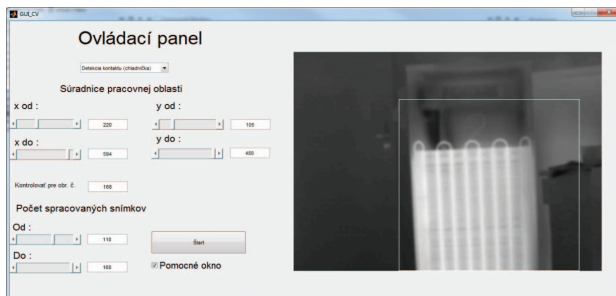 GUI_CV
Ovládací panel
Detekcia kontaktu (chladnička)
Súradnice pracovnej oblasti
x od :
y od :
220
105
x do :
y do :
594
Kontrolovať pre obr. č.
168
Počet spracovaných snímkov
Od :
110
Štart
Do :
168
Pomocné okno